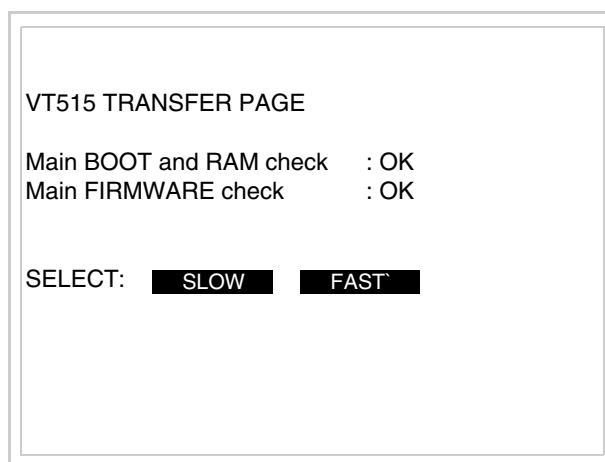 VT515 TRANSFER PAGE
Main BOOT and RAM check : OK
Main FIRMWARE check : OK
SELECT: SLOW FAST`